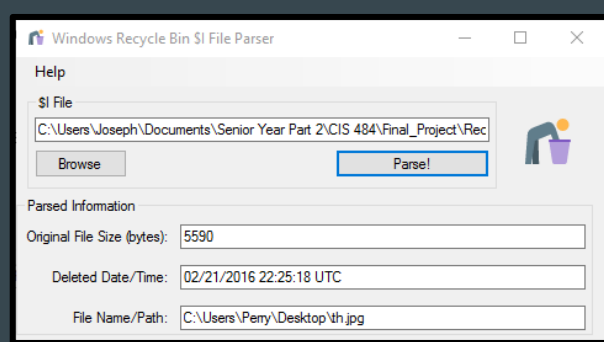 Windows Recycle Bin $I File Parser
Help
$I File
C:\Users\Joseph\Documents\Senior Year Part 2\CIS 484\Final_Project\Rec
Browse Parse!
Parsed Information
Original File Size (bytes): 5590
Deleted Date/Time: 02/21/2016 22:25:18 UTC
File Name/Path: C:\Users\Perry\Desktop\th.jpg